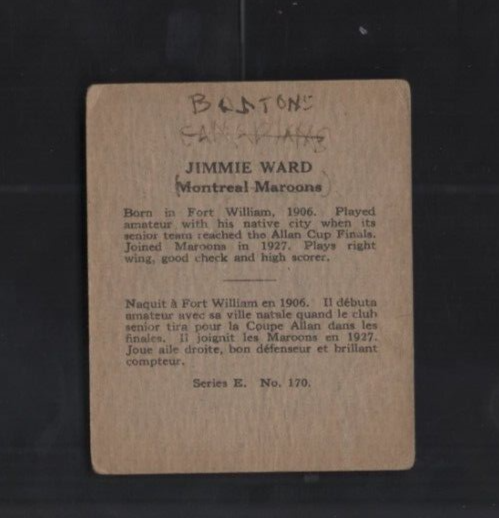 BOSTONS
JIMMIE WARD
(Montreal Maroons)
Born in Fort William, 1906. Played
amateur with his native city when its
senior team reached the Allan Cup Finals.
Joined Maroons in 1927. Plays right
wing, good check and high scorer.
Naquit à Fort William en 1906. Il débuta
amateur avec sa ville natale quand le club
senior tira pour la Coupe Allan dans les
finales. Il joignit les Maroons en 1927.
Joue aile droite, bon défenseur et brillant
compteur.
Series E. No. 170.